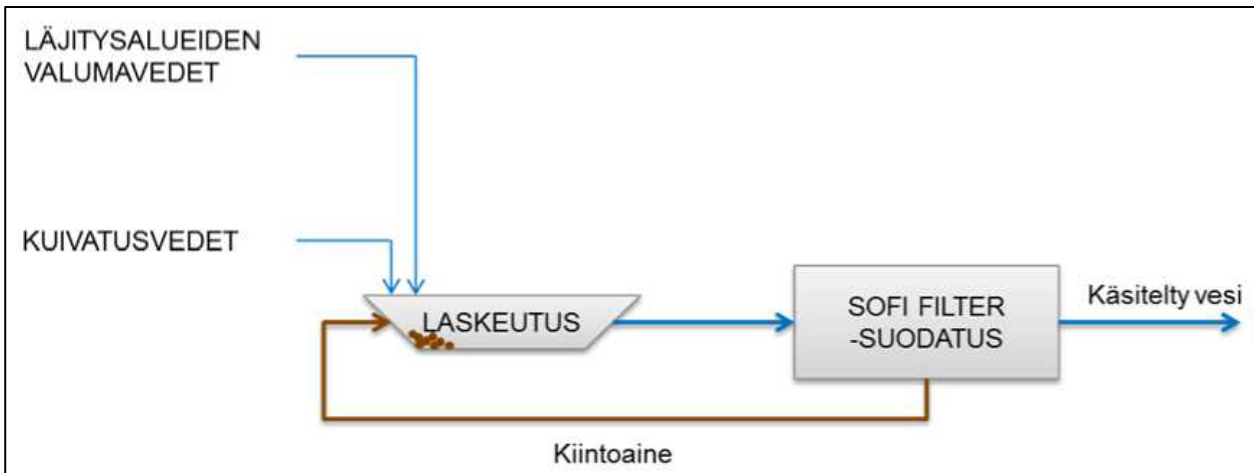 LÄJITYSALUEIDEN
VALUMAVEDET
KUIVATUSVEDET
LASKEUTUS
SOFI FILTER
-SUODATUS
Käsitelty vesi
Kiintoaine